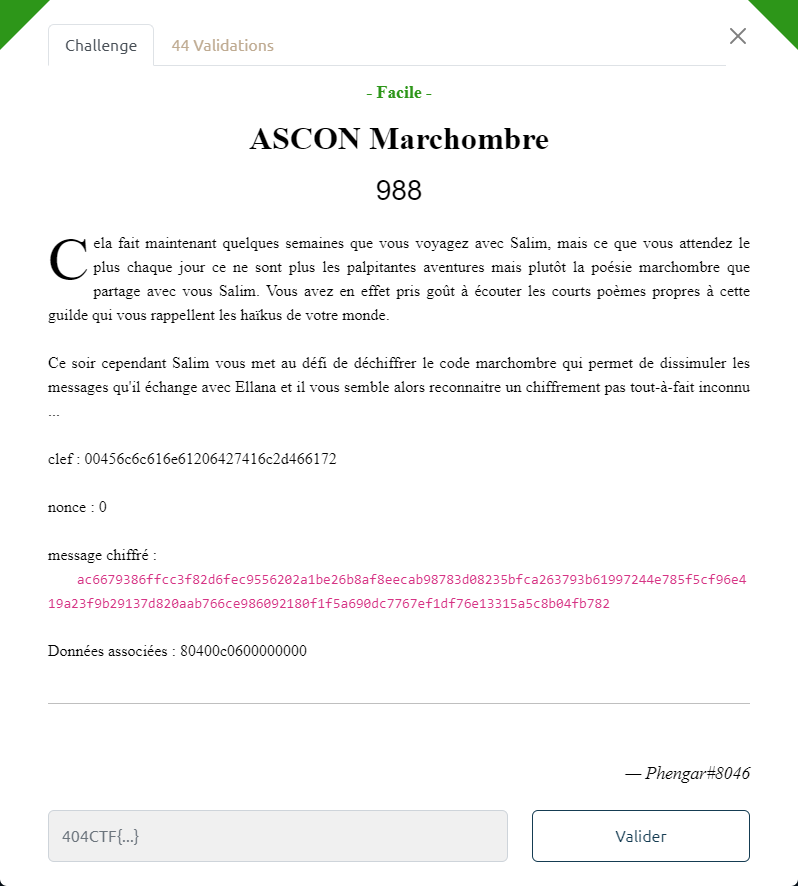 Challenge
44 Validations
- Facile -
ASCON Marchombre
988
Cela fait maintenant quelques semaines que vous voyagez avec Salim, mais ce que vous attendez le
plus chaque jour ce ne sont plus les palpitantes aventures mais plutôt la poésie marchombre que
partage avec vous Salim. Vous avez en effet pris goût à écouter les courts poèmes propres à cette
guilde qui vous rappellent les haïkus de votre monde.
Ce soir cependant Salim vous met au défi de déchiffrer le code marchombre qui permet de dissimuler les
messages qu'il échange avec Ellana et il vous semble alors reconnaitre un chiffrement pas tout-à-fait inconnu
...
clef : 00456c6c616e61206427416c2d466172
nonce : 0
message chiffré :
ac6679386ffcc3f82d6fec9556202a1be26b8af8eecab98783d08235bfca263793b61997244e785f5cf96e4
19a23f9b29137d820aab766ce986092180f1f5a690dc7767ef1df76e13315a5c8b04fb782
Données associées : 80400c0600000000
— Phengar#8046
404CTF{...}
Valider